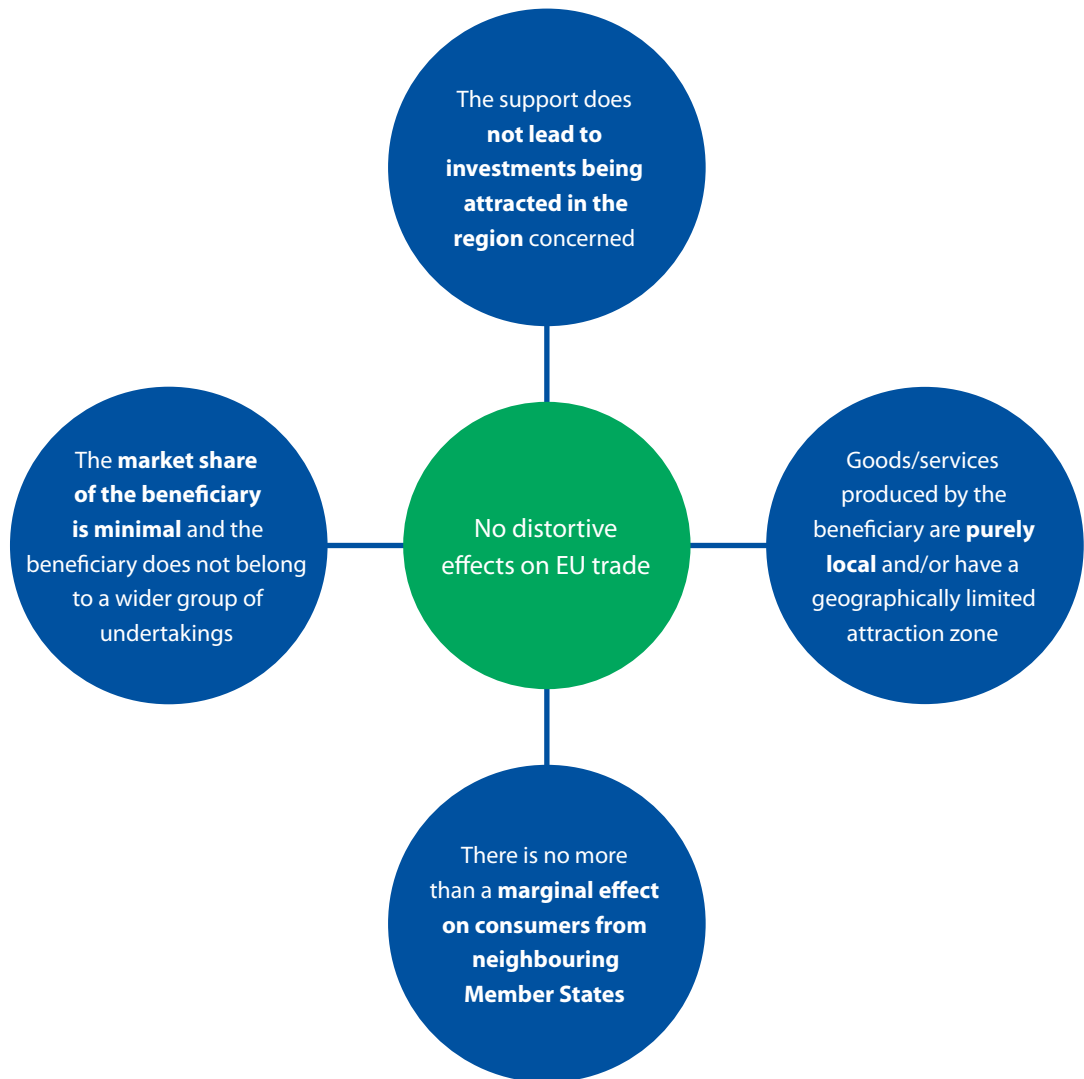 The support does
not lead to
investments being
attracted in the
region concerned
The market share
of the beneficiary
is minimal and the
beneficiary does not belong
to a wider group of
undertakings
No distortive
effects on EU trade
Goods/services
produced by the
beneficiary are purely
local and/or have a
geographically limited
attraction zone
There is no more
than a marginal effect
on consumers from
neighbouring
Member States